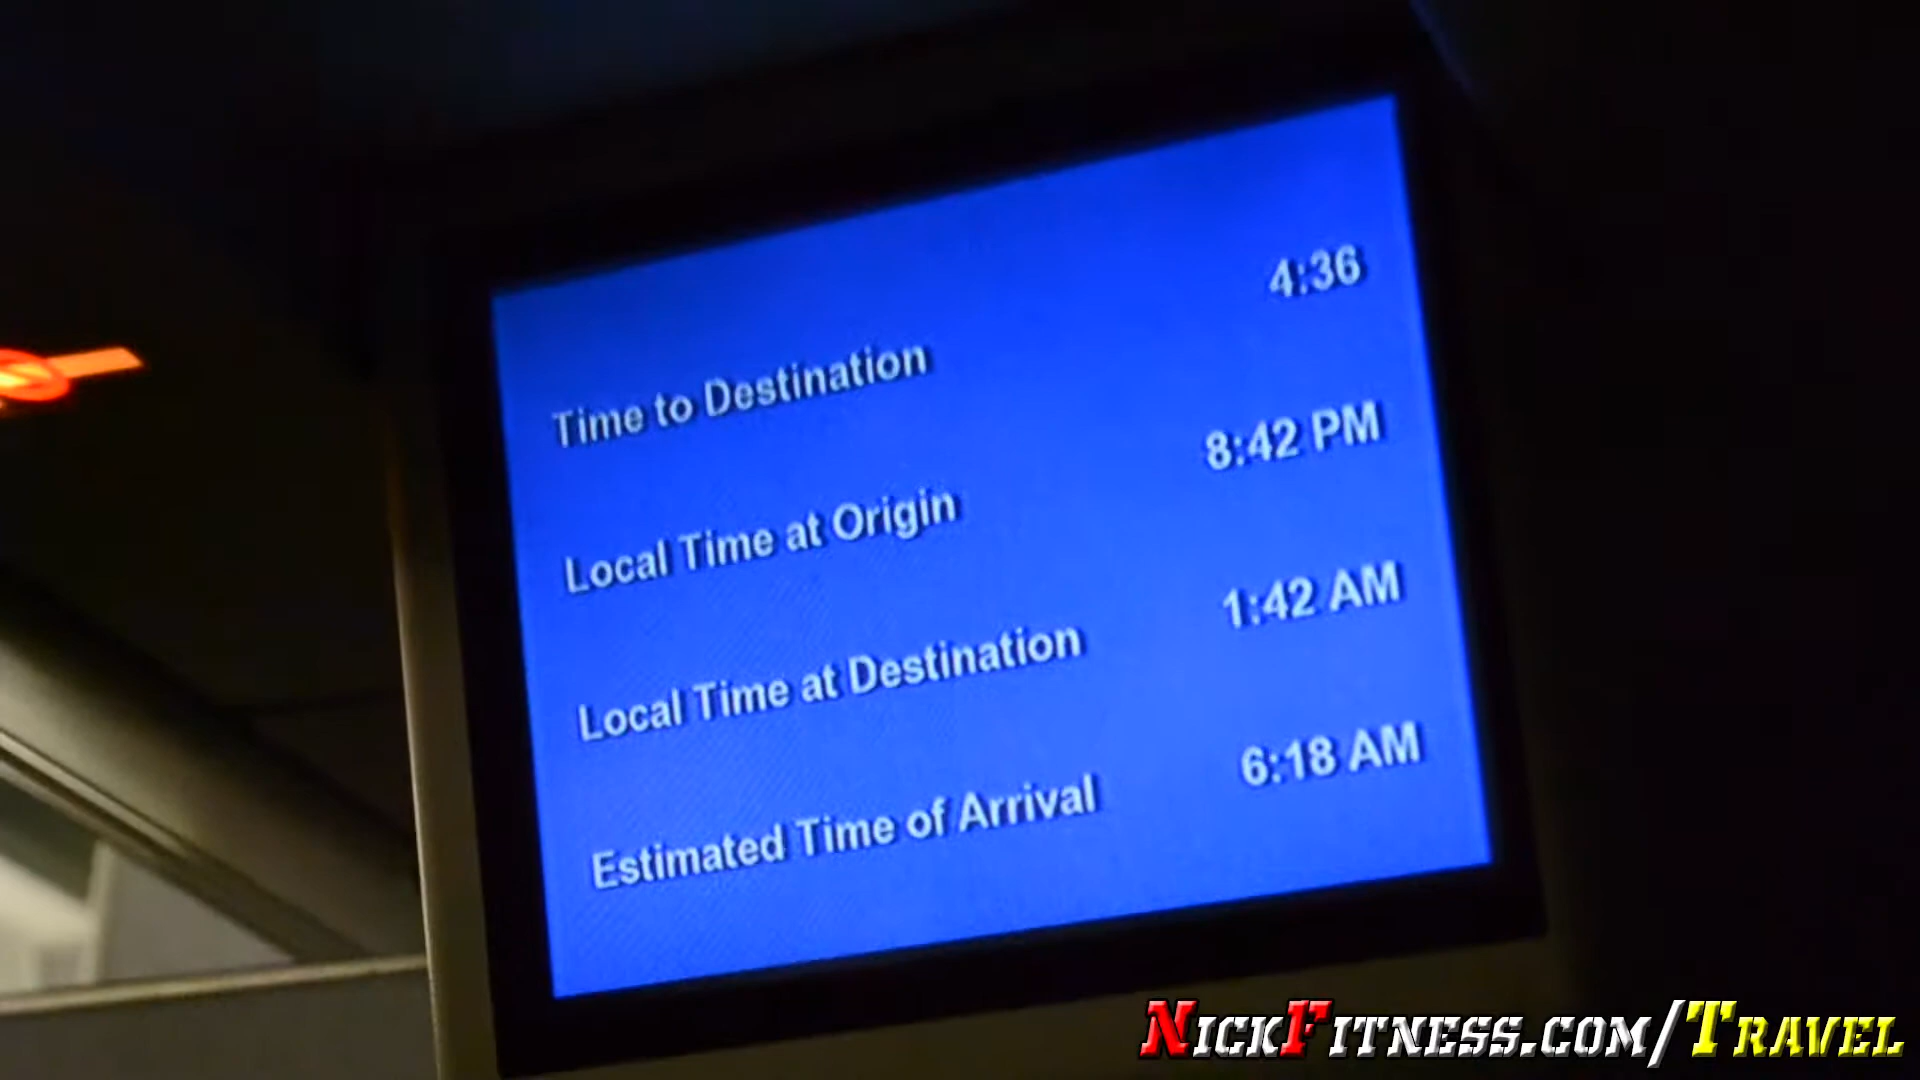 Time to Destination 4:36
Local Time at Origin 8:42 PM
Local Time at Destination 1:42 AM
Estimated Time of Arrival 6:18 AM
NickFitness.com/Travel